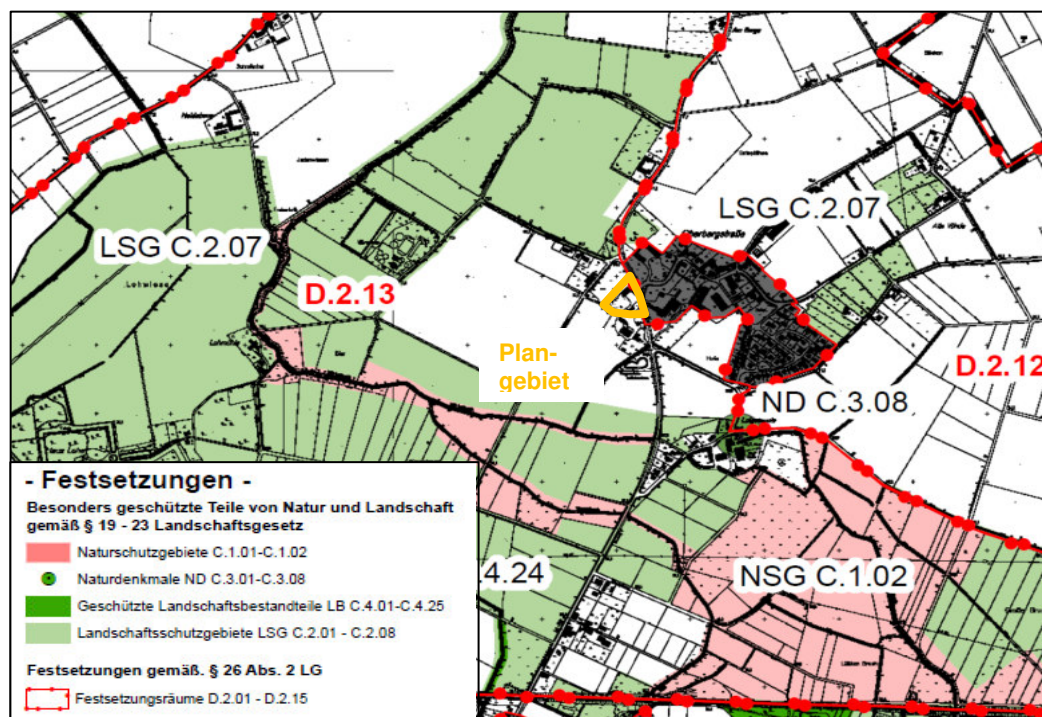 LSG C.2.07
LSG C.2.07
D.2.13
Plan-
gebiet
D.2.12
ND C.3.08
.4.24
NSG C.1.02
- Festsetzungen -
Besonders geschützte Teile von Natur und Landschaft
gemäß § 19 - 23 Landschaftsgesetz
Naturschutzgebiete C.1.01-C.1.02
Naturdenkmale ND C.3.01-C.3.08
Geschützte Landschaftsbestandteile LB C.4.01-C.4.25
Landschaftsschutzgebiete LSG C.2.01 - C.2.08
Festsetzungen gemäß. § 26 Abs. 2 LG
Festsetzungsräume D.2.01 - D.2.15